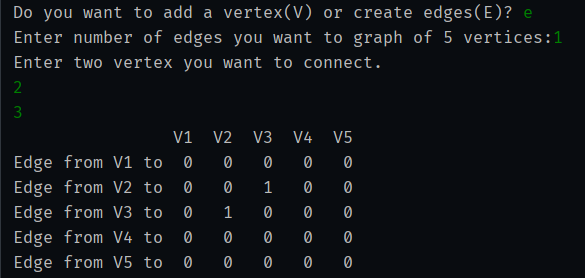 Do you want to add a vertex(V) or create edges(E)? e
Enter number of edges you want to graph of 5 vertices:1
Enter two vertex you want to connect.
2
3
V1 V2 V3 V4 V5
Edge from V1 to 0 0 0 0 0
Edge from V2 to 0 0 1 0 0
Edge from V3 to 0 1 0 0 0
Edge from V4 to 0 0 0 0 0
Edge from V5 to 0 0 0 0 0